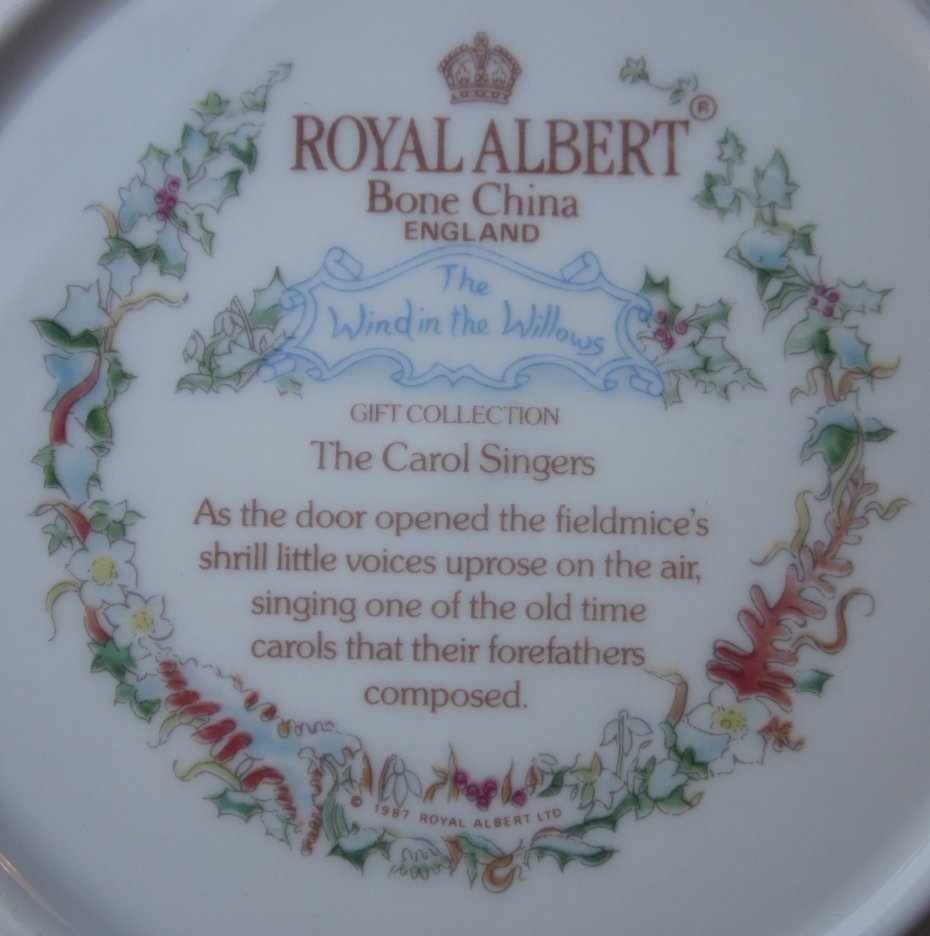 ROYAL ALBERT®
Bone China
ENGLAND
The
Wind in the Willows
GIFT COLLECTION
The Carol Singers
As the door opened the fieldmice's
shrill little voices uprose on the air,
singing one of the old time
carols that their forefathers
composed.
© 1987 ROYAL ALBERT LTD